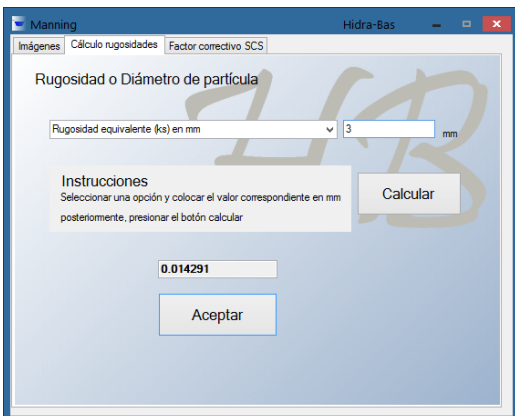 Manning Hidra-Bas
Imágenes Cálculo rugosidades Factor correctivo SCS
Rugosidad o Diámetro de partícula
Rugosidad equivalente (ks) en mm 3 mm
Instrucciones
Seleccionar una opción y colocar el valor correspondiente en mm
posteriormente, presionar el botón calcular
Calcular
0.014291
Aceptar
HB